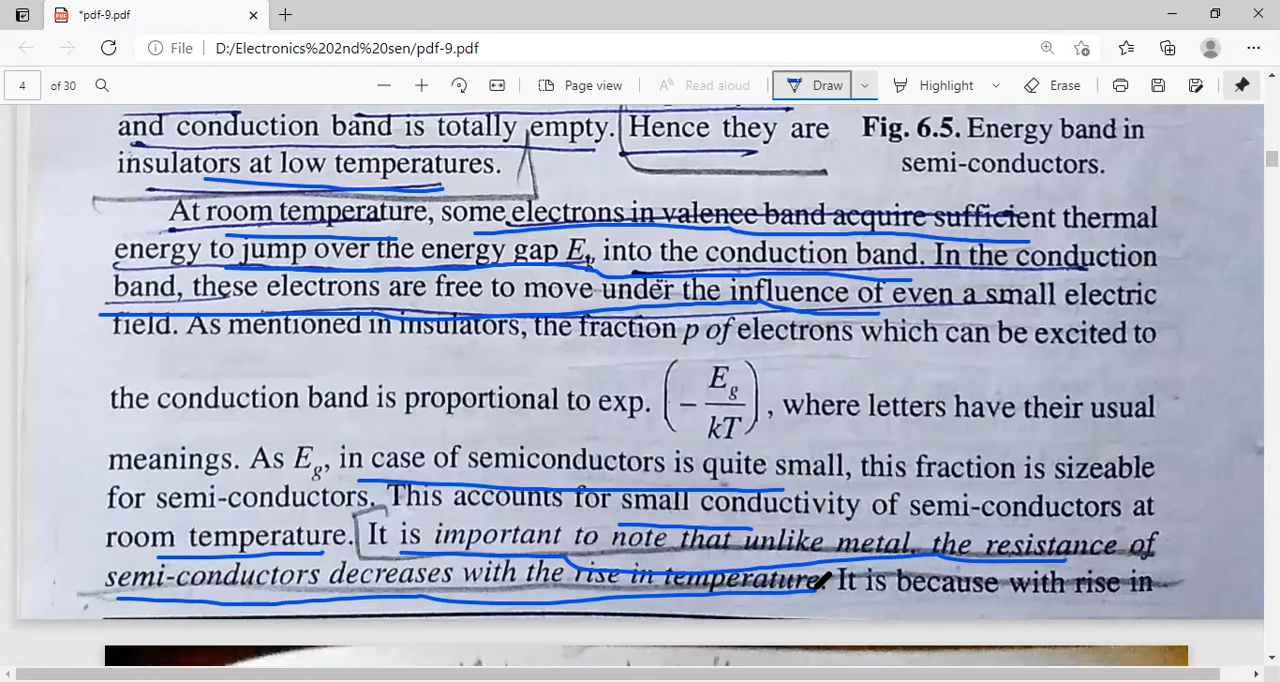 *pdf-9.pdf
File D:/Electronics%202nd%20sen/pdf-9.pdf
4 of 30 Page view Read aloud Draw Highlight Erase
and conduction band is totally empty. Hence they are
insulators at low temperatures.
Fig. 6.5. Energy band in
semi-conductors.
At room temperature, some electrons in valence band acquire sufficient thermal
energy to jump over the energy gap Eg into the conduction band. In the conduction
band, these electrons are free to move under the influence of even a small electric
field. As mentioned in insulators, the fraction p of electrons which can be excited to
the conduction band is proportional to exp. (− Eg/kT), where letters have their usual
meanings. As Eg, in case of semiconductors is quite small, this fraction is sizeable
for semi-conductors. This accounts for small conductivity of semi-conductors at
room temperature. It is important to note that unlike metal, the resistance of
semi-conductors decreases with the rise in temperature. It is because with rise in